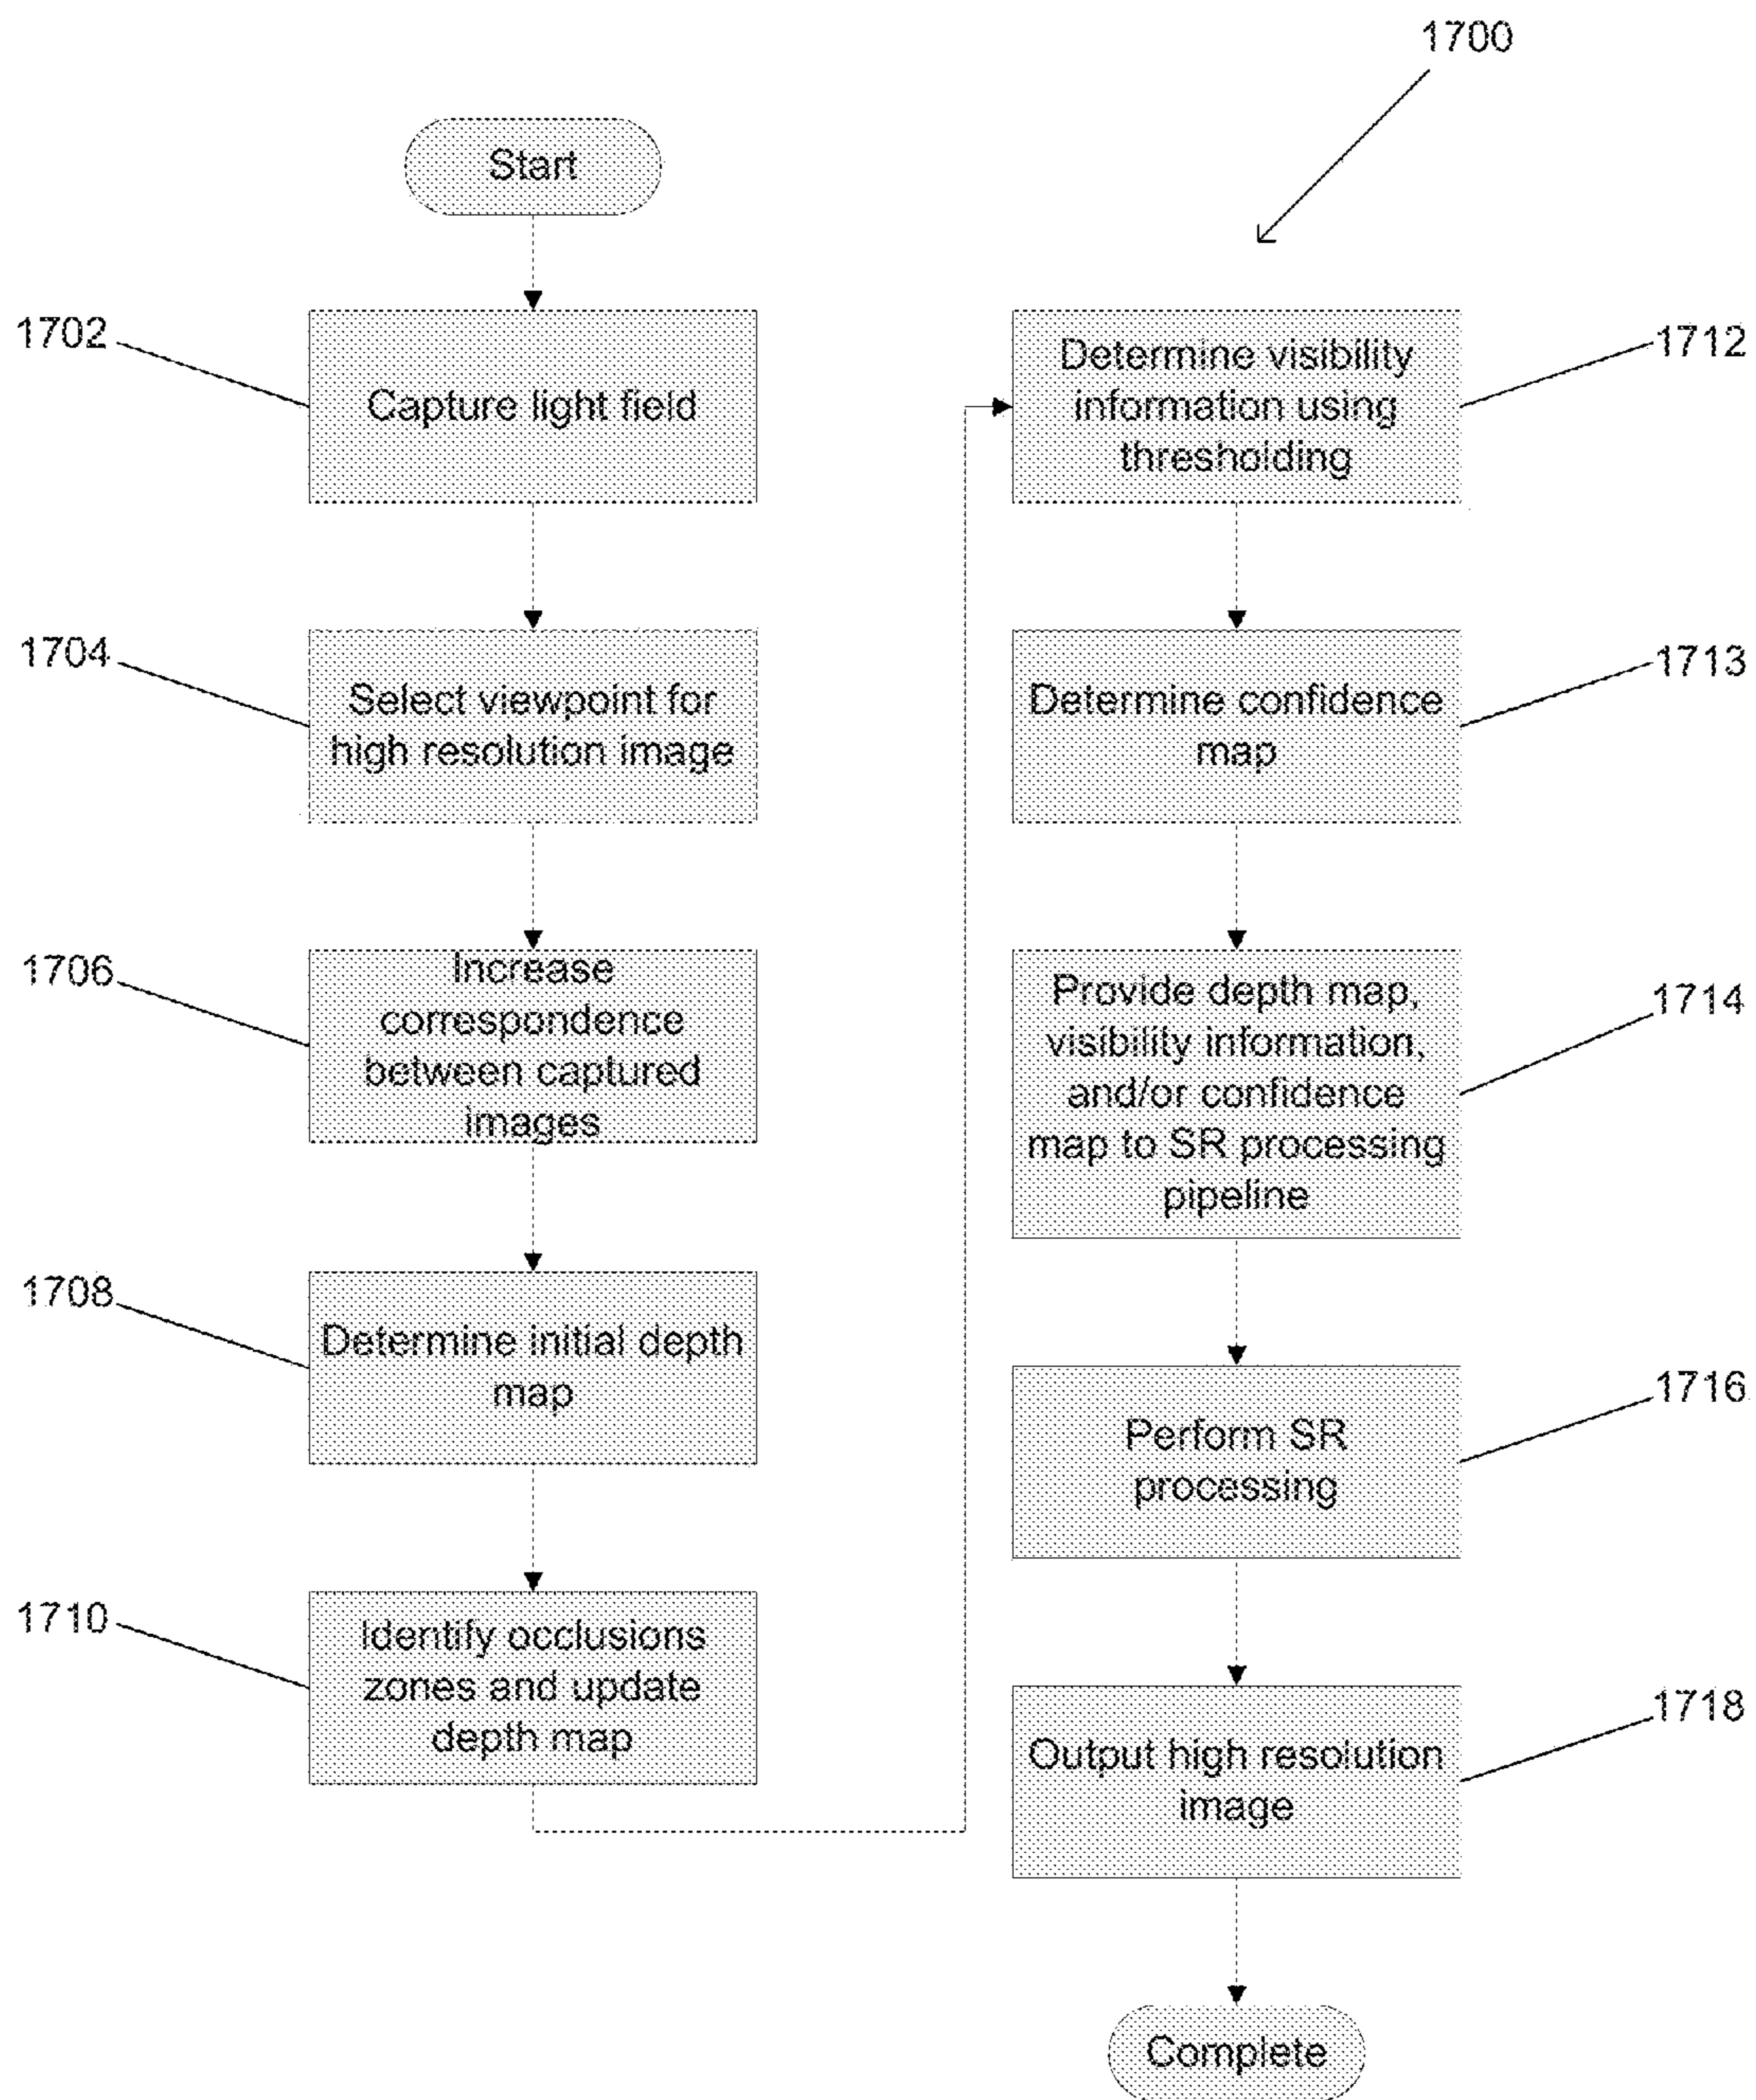 1700
Start
1702
Capture light field
1704
Select viewpoint for
high resolution image
1706
Increase
correspondence
between captured
images
1708
Determine initial depth
map
1710
Identify occlusions
zones and update
depth map
1712
Determine visibility
information using
thresholding
1713
Determine confidence
map
1714
Provide depth map,
visibility information,
and/or confidence
map to SR processing
pipeline
1716
Perform SR
processing
1718
Output high resolution
image
Complete